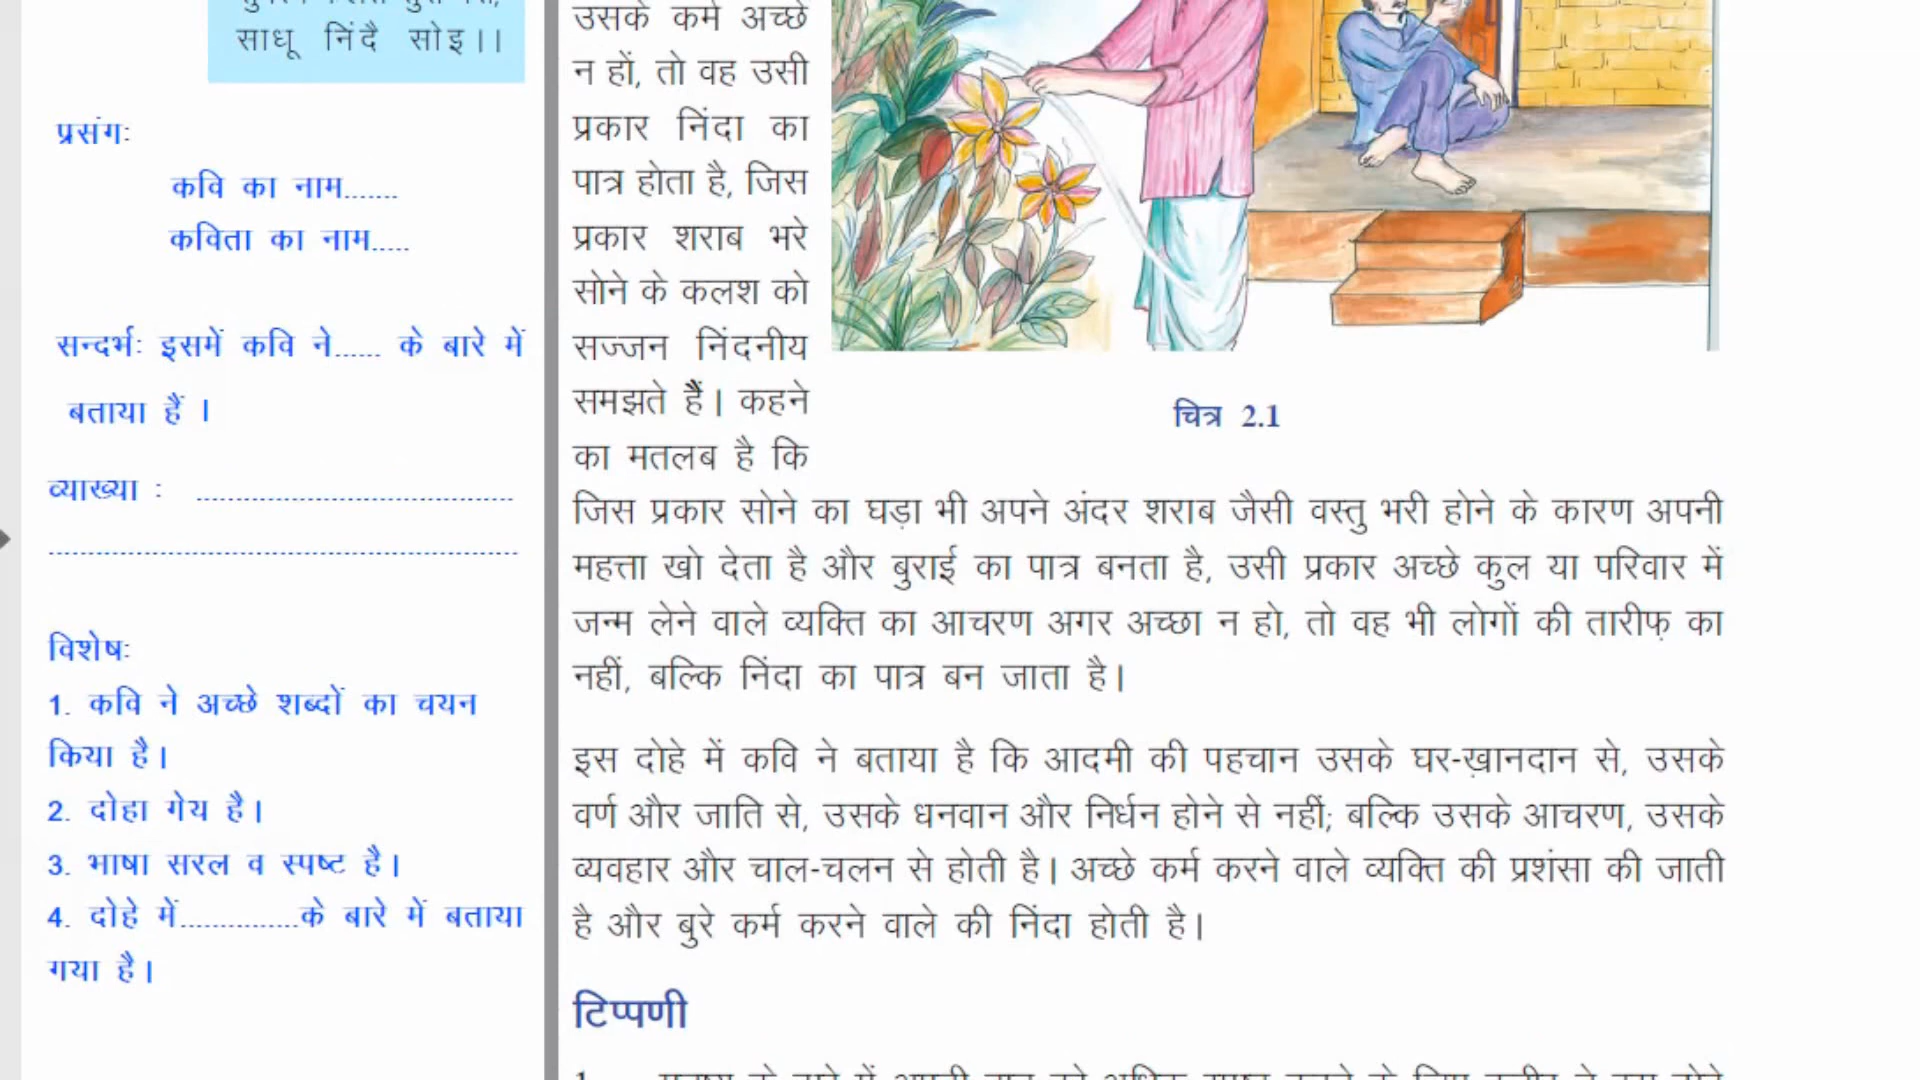 साधू निंदै सोइ।।
प्रसंगः
कवि का नाम.......
कविता का नाम.....
सन्दर्भः इसमें कवि ने...... के बारे में
बताया हैं ।
व्याख्या : ..............................................
....................................................................
विशेषः
1. कवि ने अच्छे शब्दों का चयन
किया है।
2. दोहा गेय है।
3. भाषा सरल व स्पष्ट है।
4. दोहे में...............के बारे में बताया
गया है।
उसके कर्म अच्छे
न हों, तो वह उसी
प्रकार निंदा का
पात्र होता है, जिस
प्रकार शराब भरे
सोने के कलश को
सज्जन निंदनीय
समझते हैं। कहने
का मतलब है कि
चित्र 2.1
जिस प्रकार सोने का घड़ा भी अपने अंदर शराब जैसी वस्तु भरी होने के कारण अपनी
महत्ता खो देता है और बुराई का पात्र बनता है, उसी प्रकार अच्छे कुल या परिवार में
जन्म लेने वाले व्यक्ति का आचरण अगर अच्छा न हो, तो वह भी लोगों की तारीफ़ का
नहीं, बल्कि निंदा का पात्र बन जाता है।
इस दोहे में कवि ने बताया है कि आदमी की पहचान उसके घर-ख़ानदान से, उसके
वर्ण और जाति से, उसके धनवान और निर्धन होने से नहीं; बल्कि उसके आचरण, उसके
व्यवहार और चाल-चलन से होती है। अच्छे कर्म करने वाले व्यक्ति की प्रशंसा की जाती
है और बुरे कर्म करने वाले की निंदा होती है।
टिप्पणी